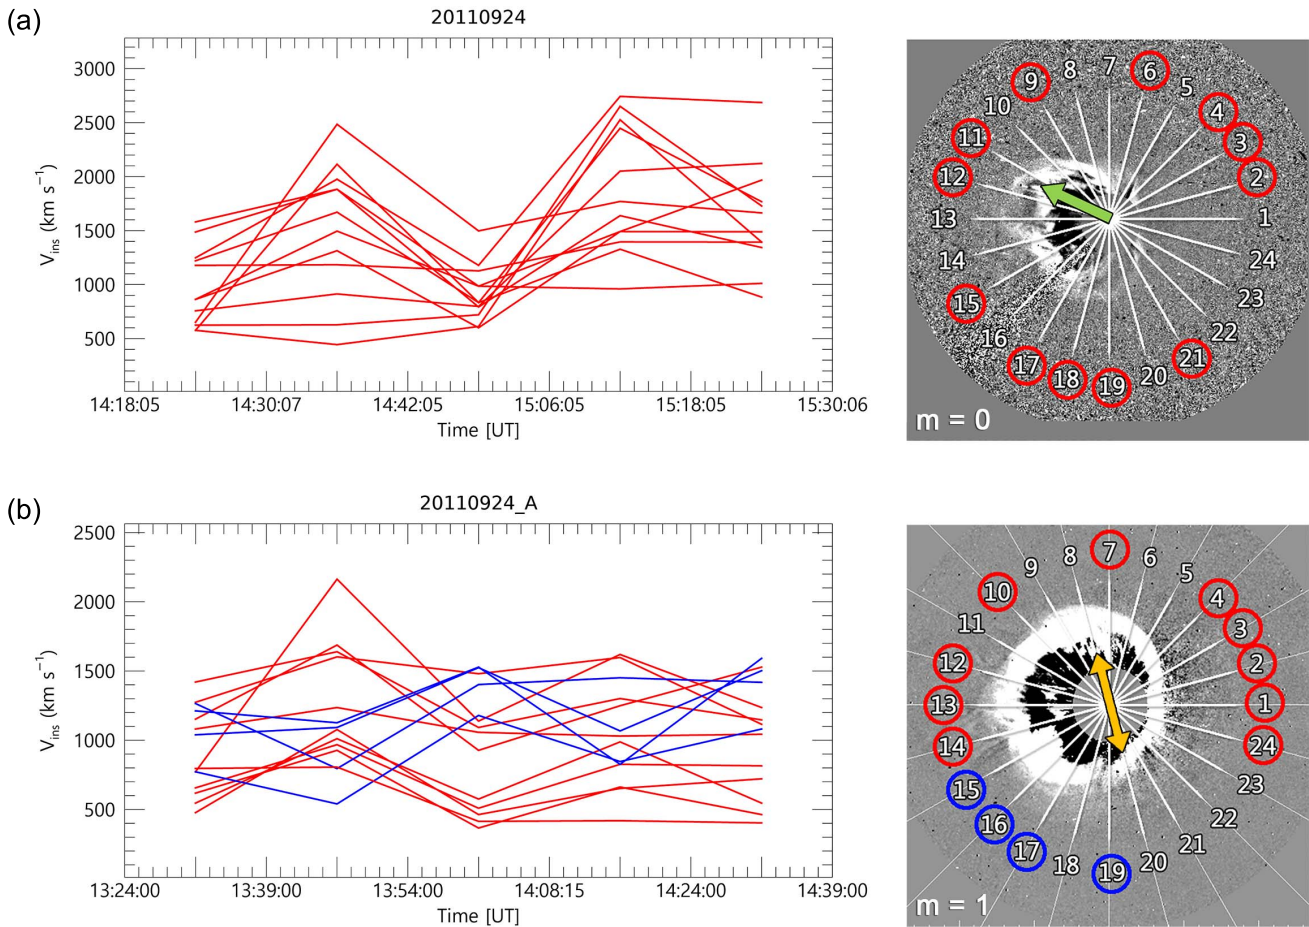 (a)
20110924
3000
2500
2000
1500
1000
500
V_ins (km s⁻¹)
14:18:05 14:30:07 14:42:05 15:06:05 15:18:05 15:30:06
Time [UT]
9 8 7 6 5
10 4
11 3
12 2
13 1
14 24
15 23
16 22
17 18 19 20 21
m = 0
(b)
20110924_A
2500
2000
1500
1000
500
V_ins (km s⁻¹)
13:24:00 13:39:00 13:54:00 14:08:15 14:24:00 14:39:00
Time [UT]
9 8 7 6 5
10 4
11 3
12 2
13 1
14 24
15 23
16 22
17 18 19 20 21
m = 1